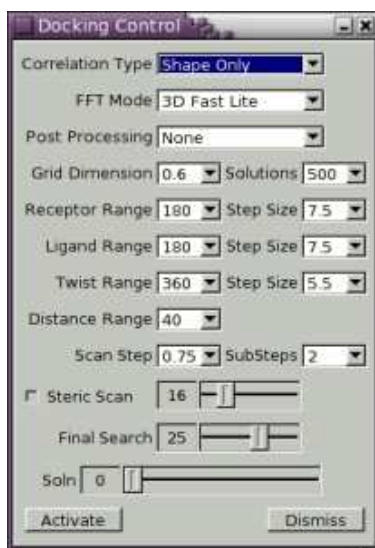 Docking Control
Correlation Type Shape Only
FFT Mode 3D Fast Lite
Post Processing None
Grid Dimension 0.6 Solutions 500
Receptor Range 180 Step Size 7.5
Ligand Range 180 Step Size 7.5
Twist Range 360 Step Size 5.5
Distance Range 40
Scan Step 0.75 SubSteps 2
Steric Scan 16
Final Search 25
Soln 0
Activate Dismiss